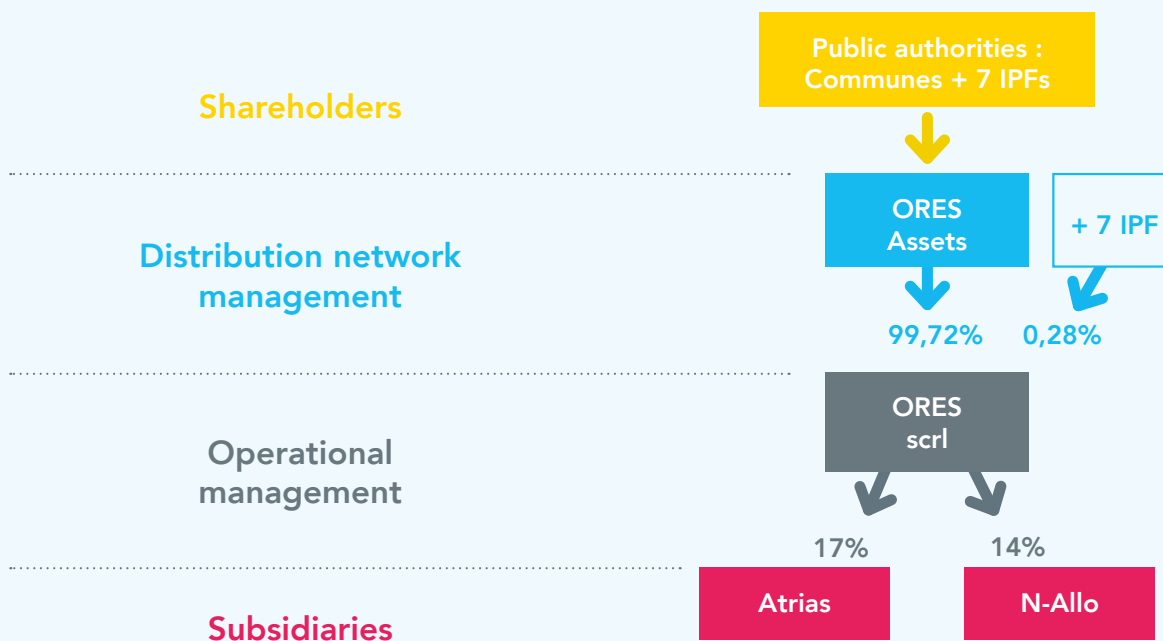 Public authorities :
Communes + 7 IPFs
Shareholders
ORES
Assets
+ 7 IPF
Distribution network
management
99,72%
0,28%
ORES
scrl
Operational
management
17%
14%
Atrias
N-Allo
Subsidiaries